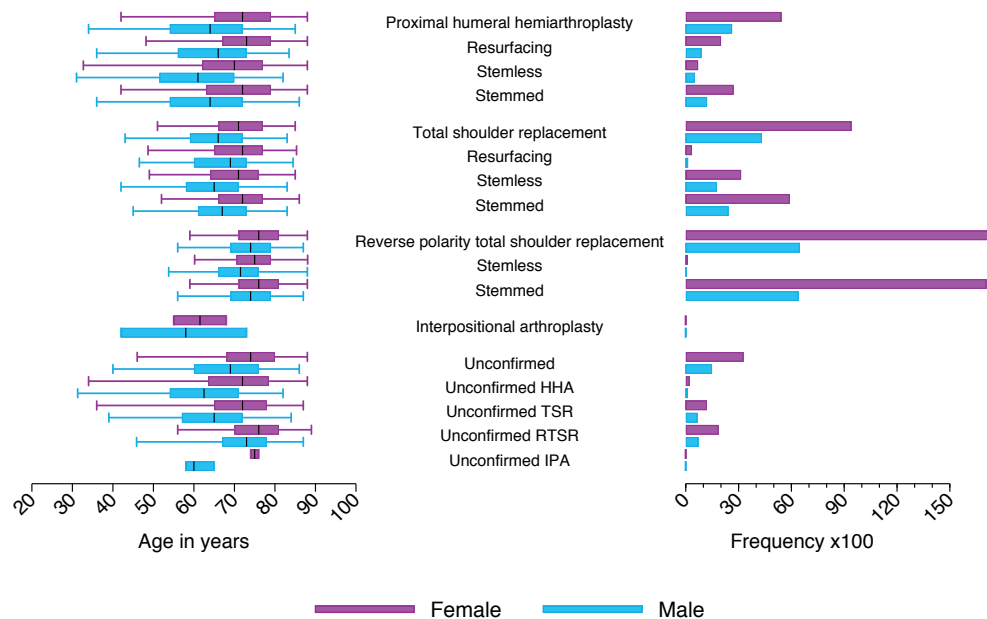 Proximal humeral hemiarthroplasty
Resurfacing
Stemless
Stemmed
Total shoulder replacement
Resurfacing
Stemless
Stemmed
Reverse polarity total shoulder replacement
Stemless
Stemmed
Interpositional arthroplasty
Unconfirmed
Unconfirmed HHA
Unconfirmed TSR
Unconfirmed RTSR
Unconfirmed IPA
20 30 40 50 60 70 80 90 100
0 30 60 90 120 150
Age in years
Frequency x100
Female Male